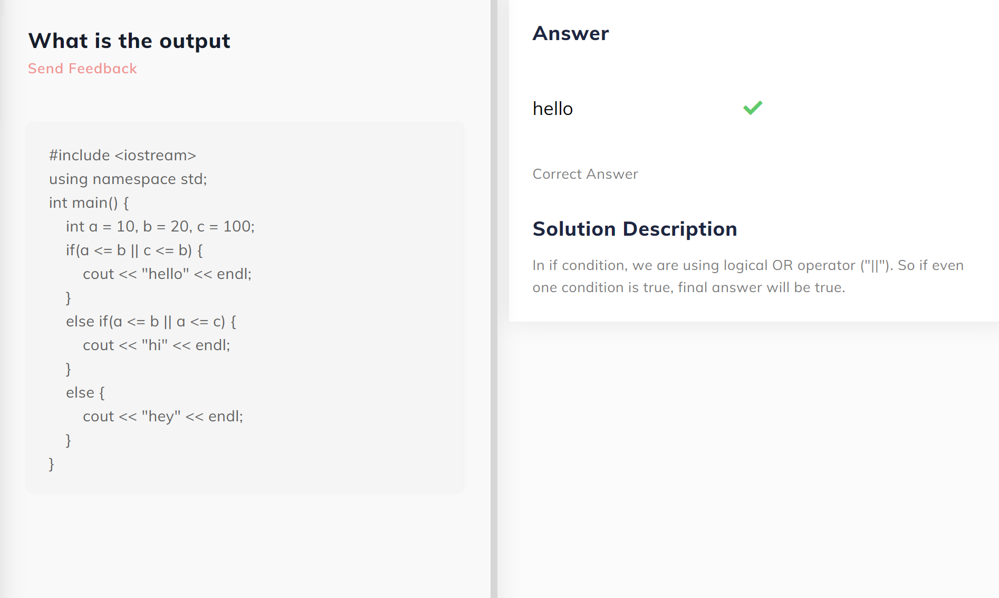 What is the output
Send Feedback
#include <iostream>
using namespace std;
int main() {
    int a = 10, b = 20, c = 100;
    if(a <= b || c <= b) {
        cout << "hello" << endl;
    }
    else if(a <= b || a <= c) {
        cout << "hi" << endl;
    }
    else {
        cout << "hey" << endl;
    }
}
Answer
hello
Correct Answer
Solution Description
In if condition, we are using logical OR operator ("||"). So if even
one condition is true, final answer will be true.